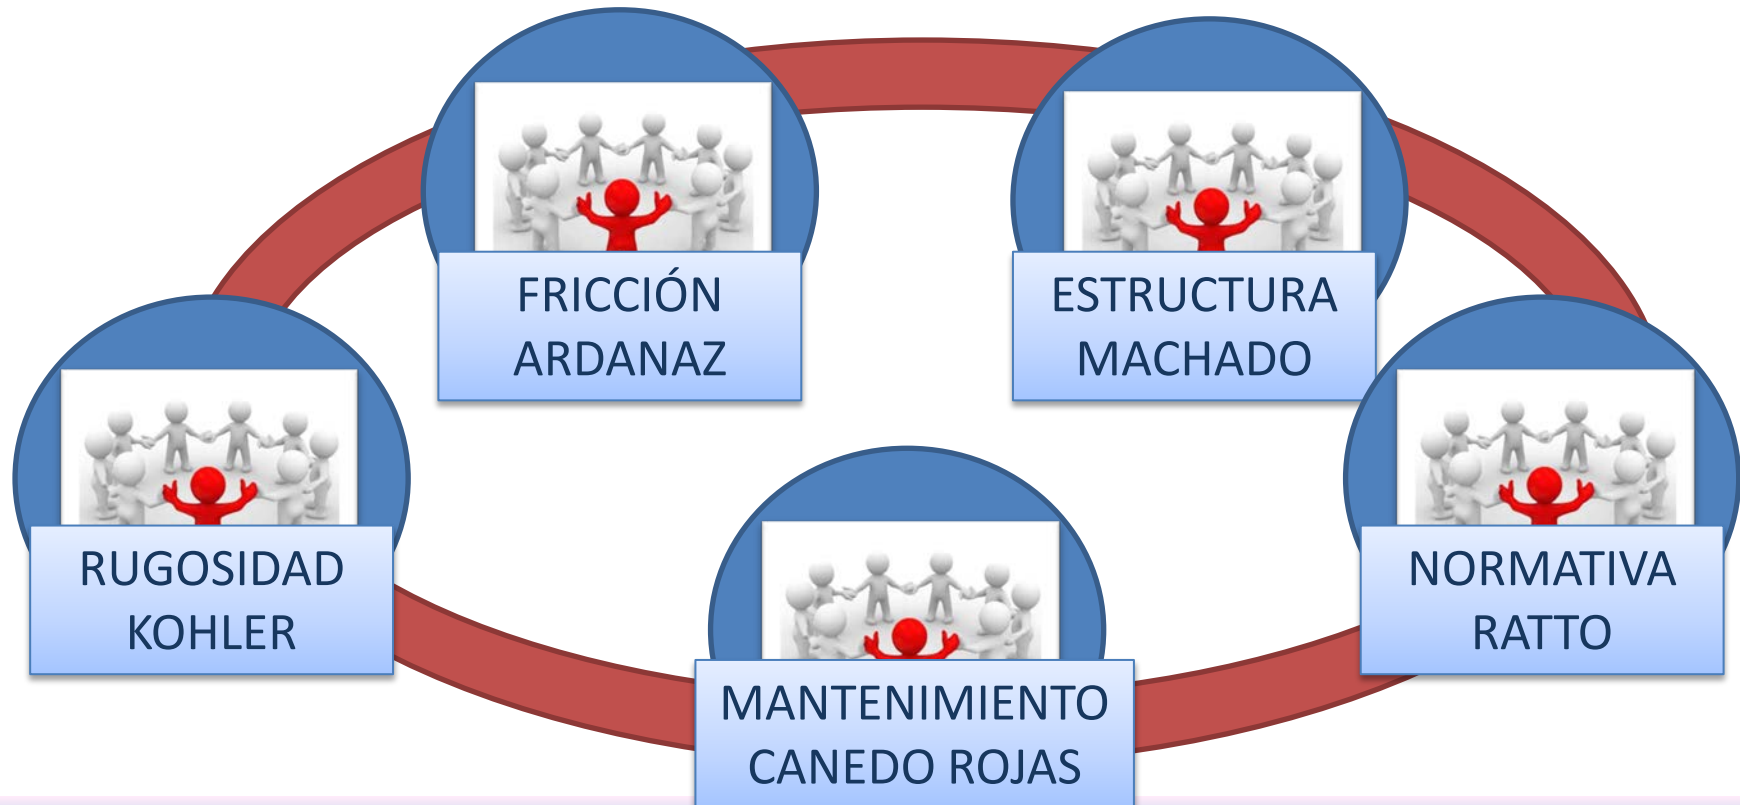 FRICCIÓN
ARDANAZ
ESTRUCTURA
MACHADO
RUGOSIDAD
KOHLER
NORMATIVA
RATTO
MANTENIMIENTO
CANEDO ROJAS